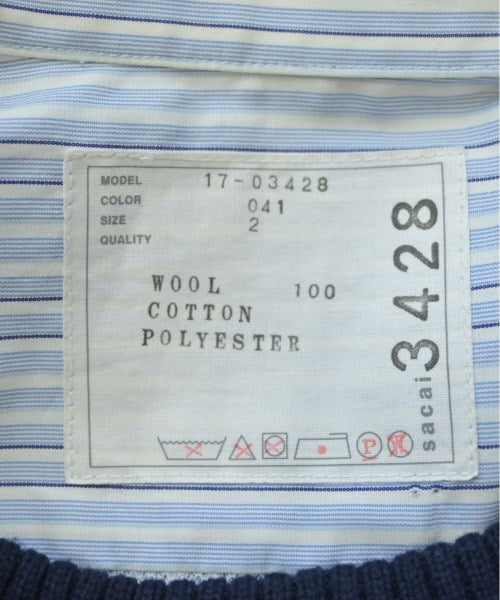 MODEL 17-03428
COLOR 041
SIZE 2
QUALITY
WOOL 100
COTTON
POLYESTER
P
sacai 3428